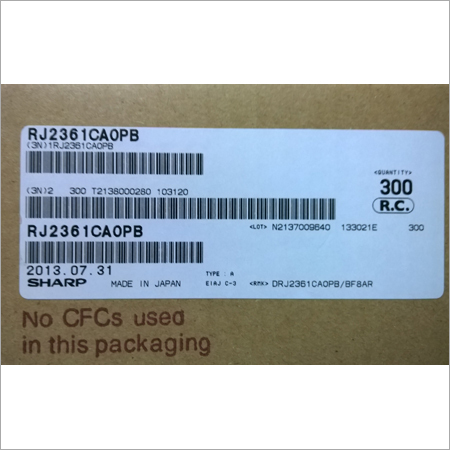 RJ2361CA0PB
(3N)1RJ2361CA0PB
<QUANTITY>
300
R.C.
(3N)2 300 T2138000280 103120
RJ2361CA0PB
<LOT> N2137009640 133021E 300
2013.07.31
SHARP MADE IN JAPAN
TYPE : A
EIAJ C-3
<RMK> DRJ2361CA0PB/BF8AR
No CFCs used
in this packaging